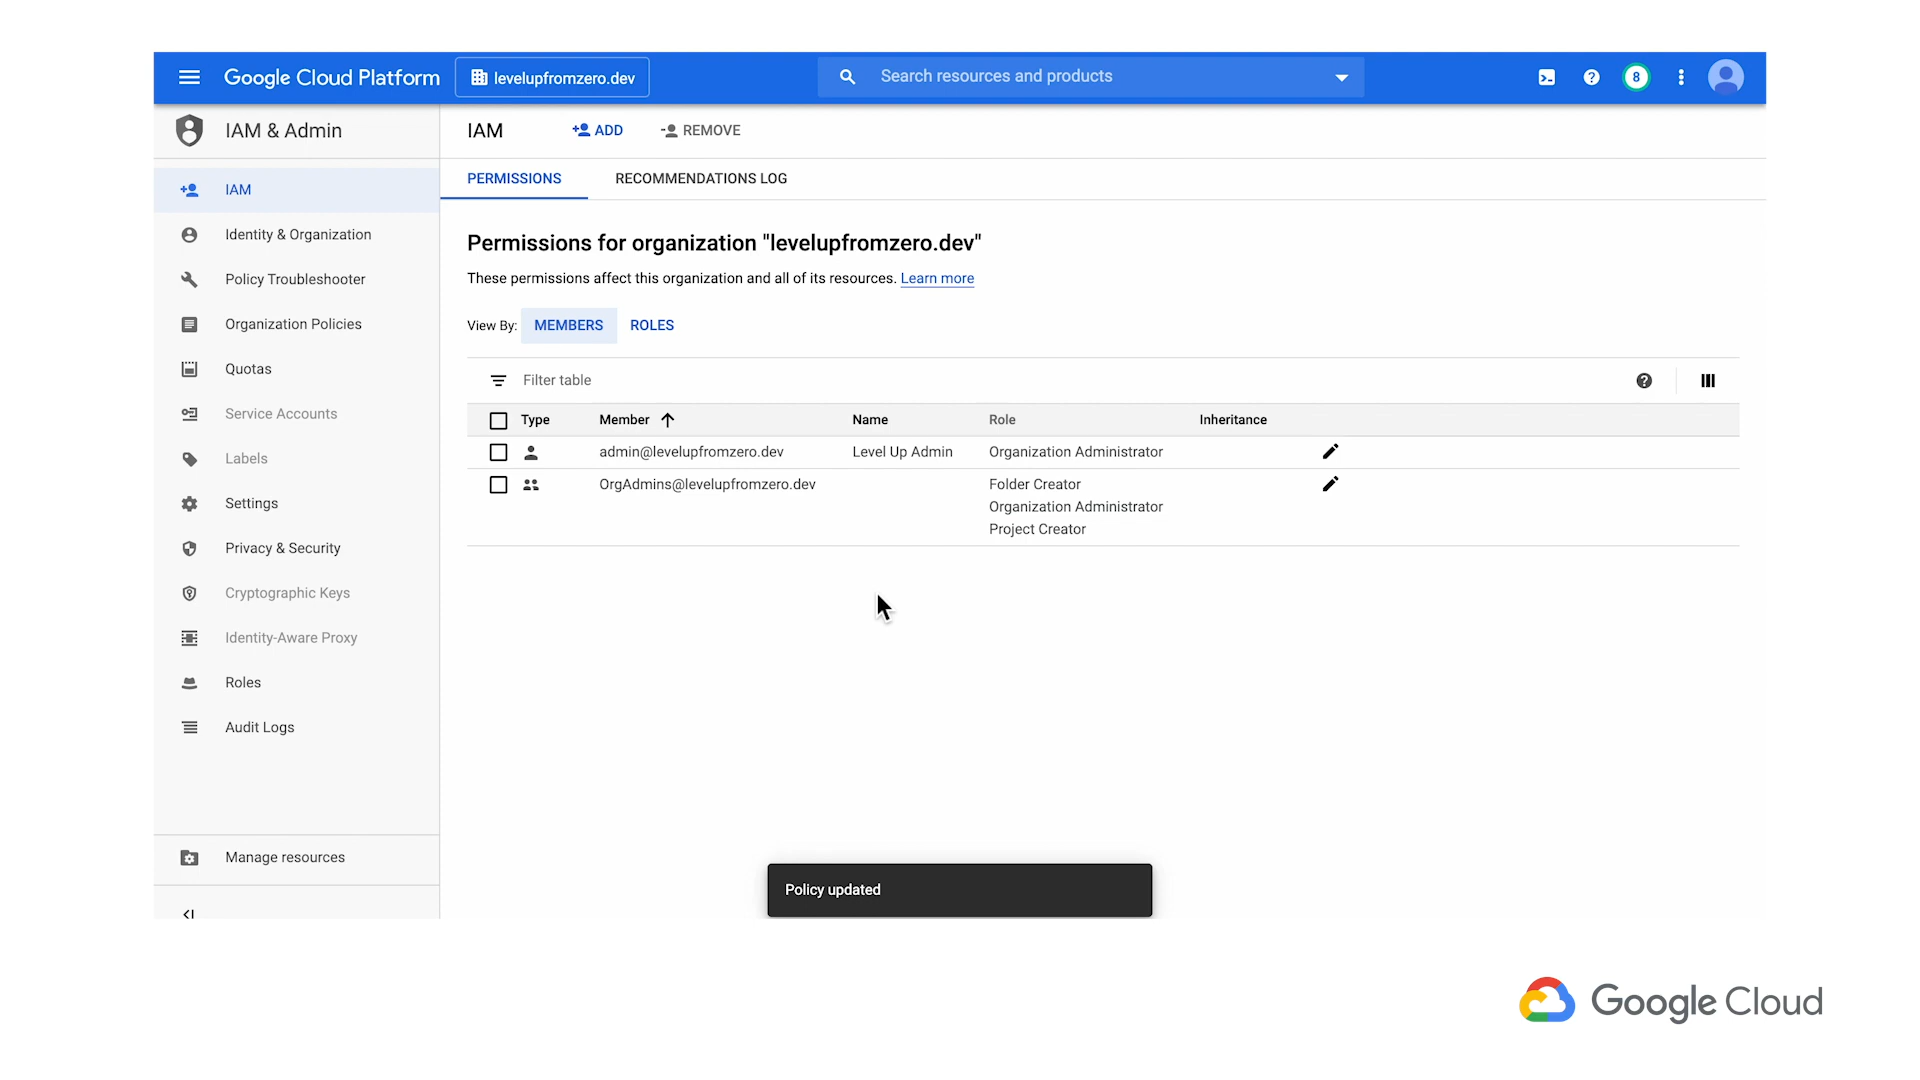 Google Cloud Platform levelupfromzero.dev Search resources and products 8
IAM & Admin
IAM ADD REMOVE
PERMISSIONS RECOMMENDATIONS LOG
IAM
Identity & Organization
Policy Troubleshooter
Organization Policies
Quotas
Service Accounts
Labels
Settings
Privacy & Security
Cryptographic Keys
Identity-Aware Proxy
Roles
Audit Logs
Manage resources
Permissions for organization "levelupfromzero.dev"
These permissions affect this organization and all of its resources. Learn more
View By: MEMBERS ROLES
Filter table
Type Member Name Role Inheritance
admin@levelupfromzero.dev Level Up Admin Organization Administrator
OrgAdmins@levelupfromzero.dev Folder Creator
Organization Administrator
Project Creator
Policy updated
Google Cloud